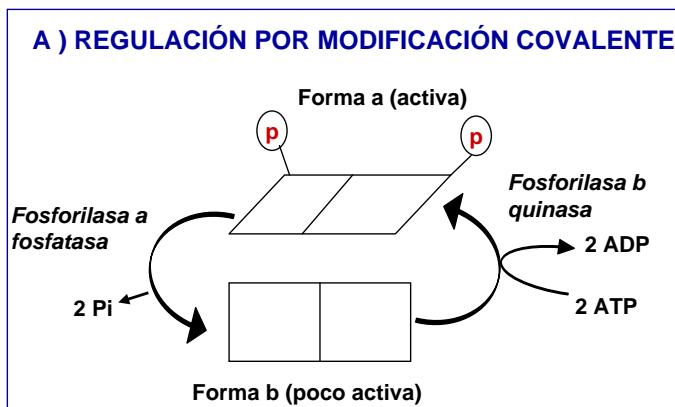 A ) REGULACIÓN POR MODIFICACIÓN COVALENTE
Forma a (activa)
p
p
Fosforilasa a
fosfatasa
Fosforilasa b
quinasa
2 ADP
2 Pi
2 ATP
Forma b (poco activa)